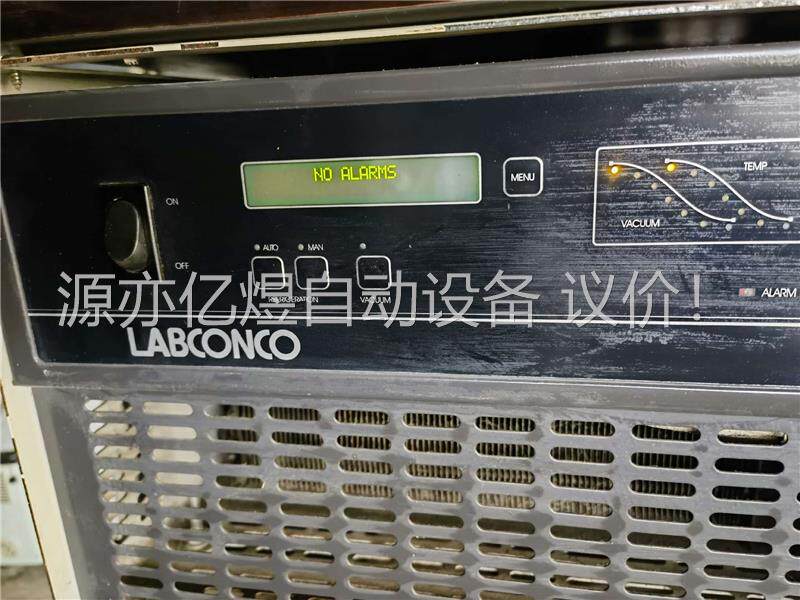 NO ALARMS
MENU
TEMP
VACUUM
ON
OFF
AUTO
MAN
REFRIGERATION
VACUUM
ALARM
源亦亿煜自动设备 议价!
LABCONCO